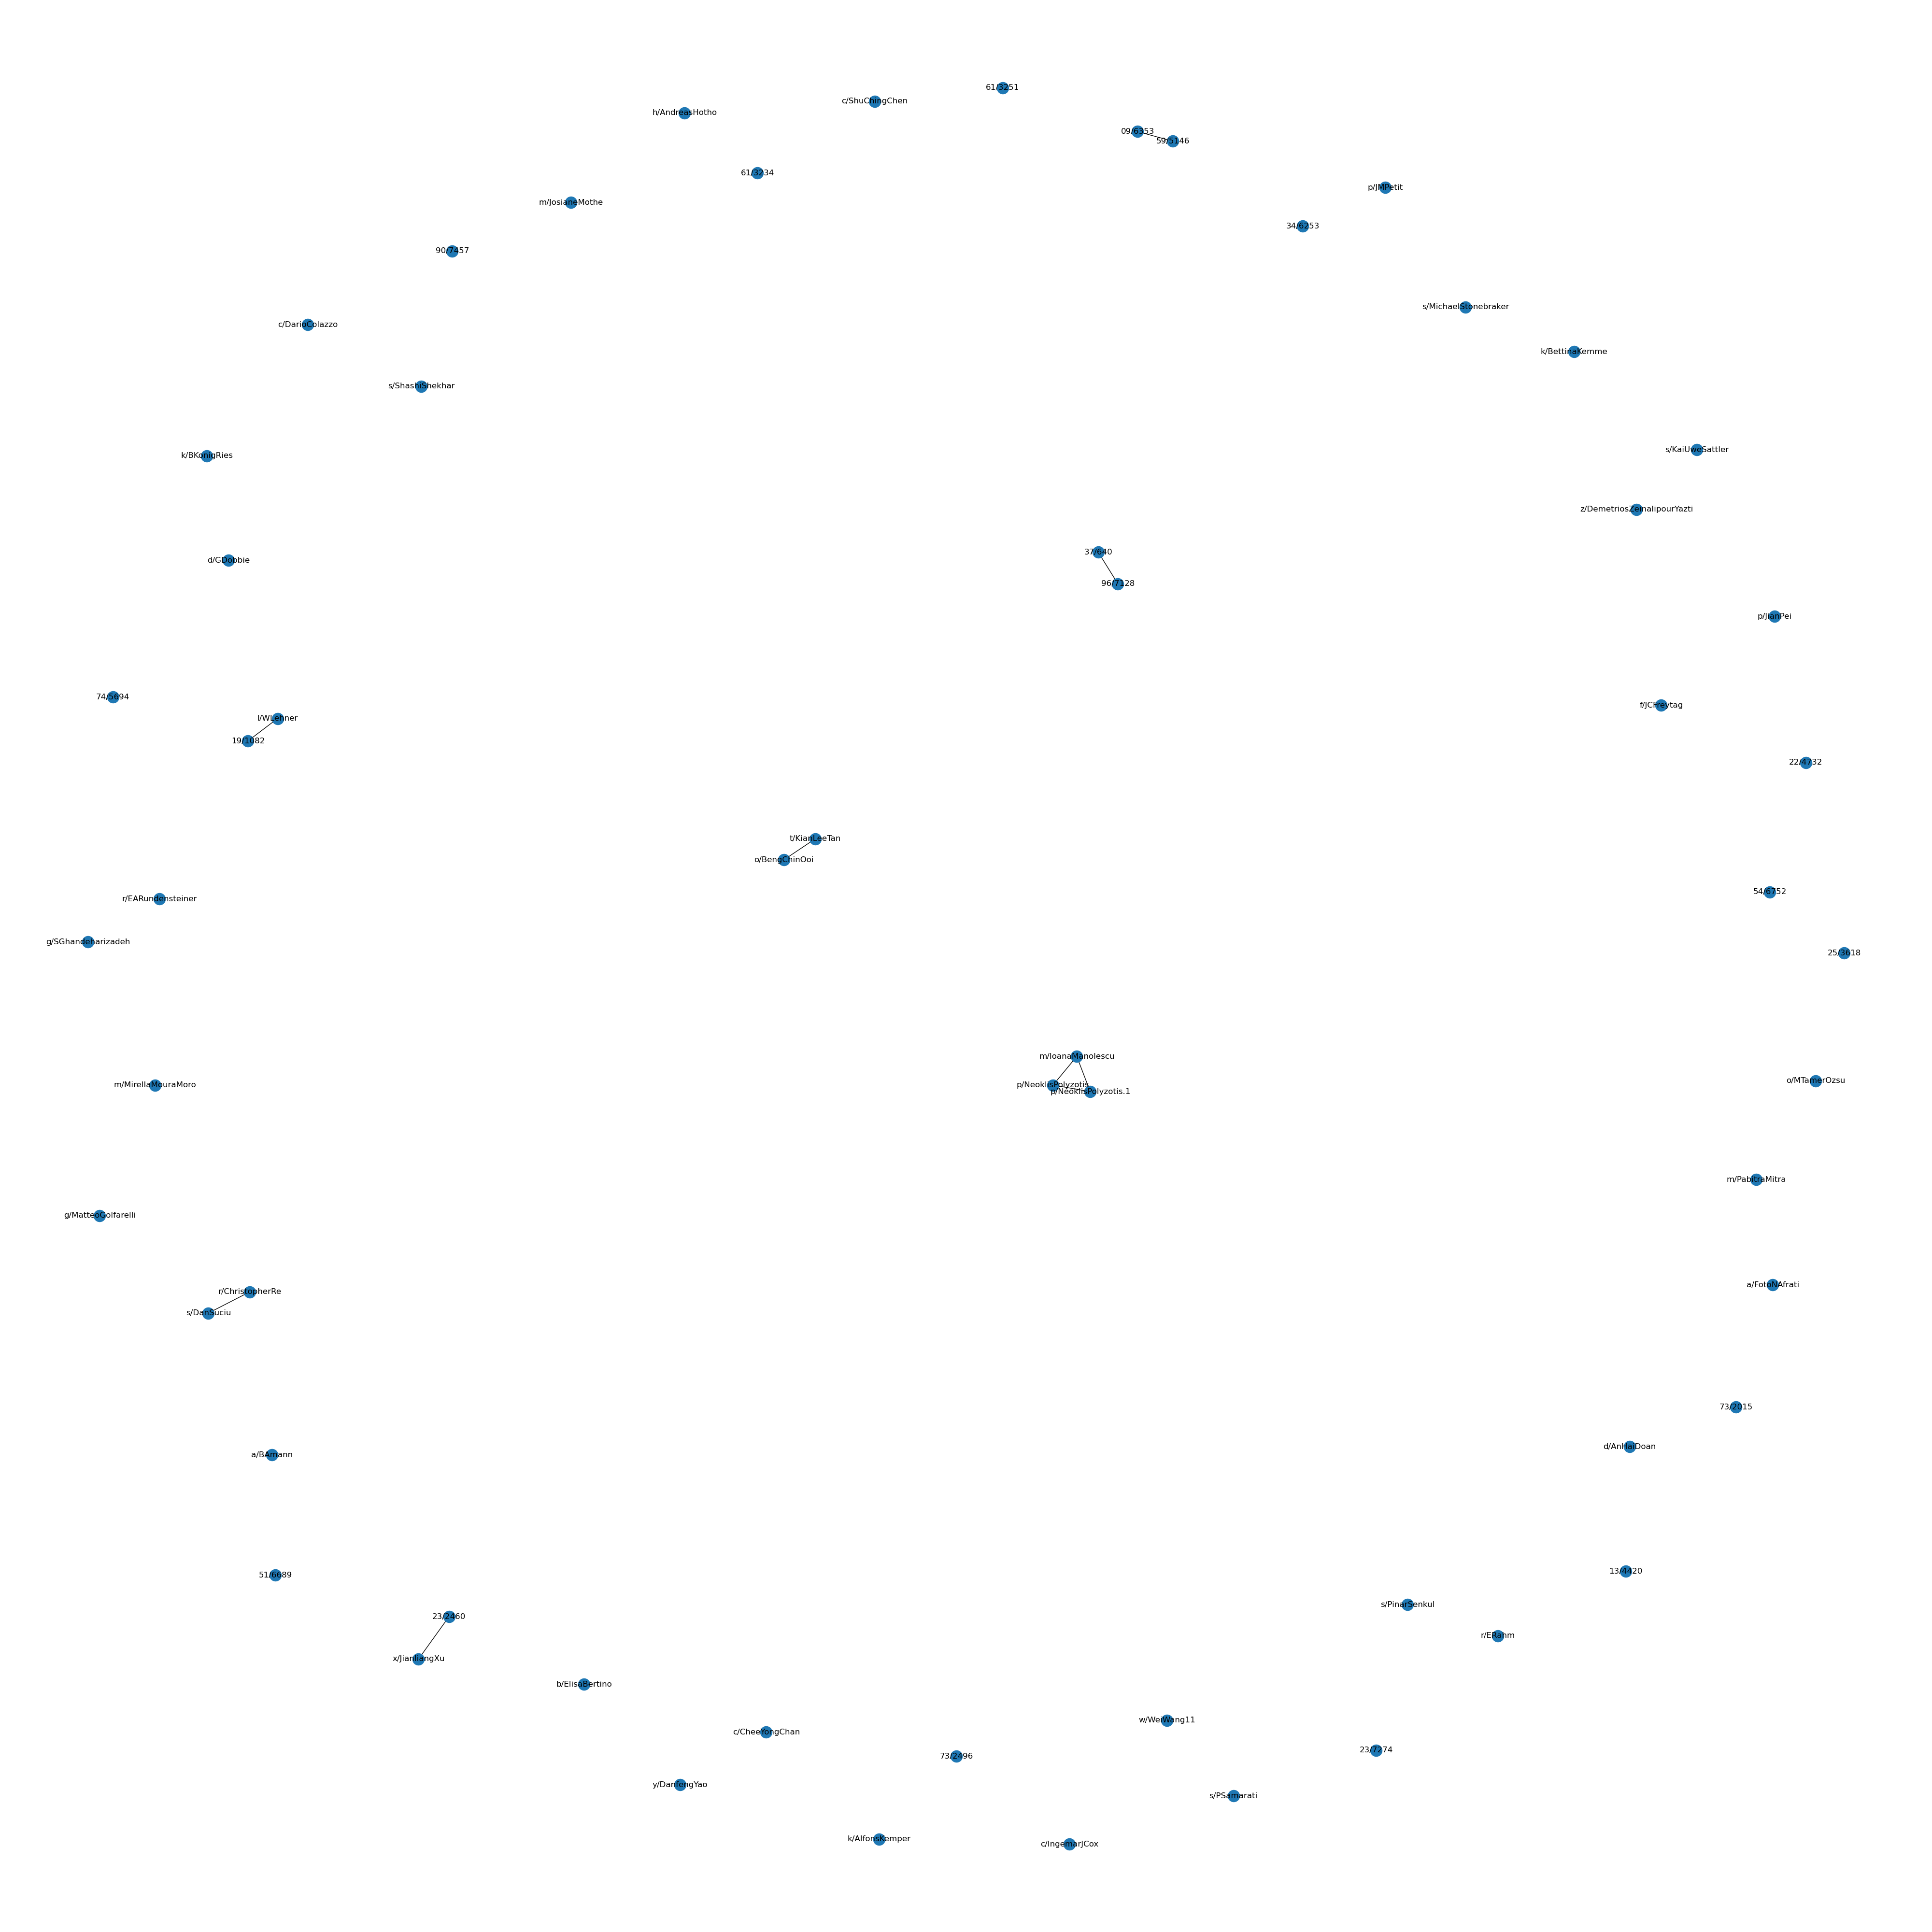 61/3251
c/ShuChingChen
h/AndreasHotho
09/6353
59/5146
61/3234
p/JMPetit
m/JosianeMothe
34/6253
90/7457
s/MichaelStonebraker
c/DarioColazzo
k/BettinaKemme
s/ShashiShekhar
s/KaiUweSattler
k/BKonigRies
z/DemetriosZeinalipourYazti
37/640
d/GDobbie
96/7128
p/JianPei
74/5694
f/JCFreytag
l/WLehner
19/1082
22/4732
t/KianLeeTan
o/BengChinOoi
54/6752
r/EARundensteiner
g/SGhandeharizadeh
25/3618
m/IoanaManolescu
o/MTamerOzsu
m/MirellaMouraMoro
p/NeoklisPolyzotis
p/NeoklisPolyzotis.1
m/PabitraMitra
g/MatteoGolfarelli
a/FotoNAfrati
r/ChristopherRe
s/DanSuciu
73/2015
d/AnHaiDoan
a/BAmann
13/4420
51/6689
s/PinarSenkul
23/2460
r/ERahm
x/JianliangXu
b/ElisaBertino
w/WeiWang11
c/CheeYongChan
23/7274
73/2496
y/DanfengYao
s/PSamarati
k/AlfonsKemper
c/IngemarJCox